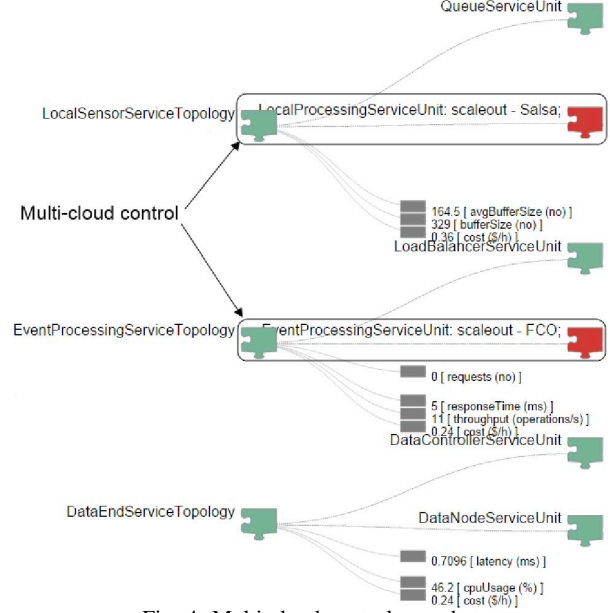 QueueServiceUnit
LocalSensorServiceTopology
LocalProcessingServiceUnit: scaleout - Salsa;
Multi-cloud control
164.5 [ avgBufferSize (no) ]
329 [ bufferSize (no) ]
0.36 [ cost ($/h) ]
LoadBalancerServiceUnit
EventProcessingServiceTopology
EventProcessingServiceUnit: scaleout - FCO;
0 [ requests (no) ]
5 [ responseTime (ms) ]
11 [ throughput (operations/s) ]
0.24 [ cost ($/h) ]
DataControllerServiceUnit
DataEndServiceTopology
DataNodeServiceUnit
0.7096 [ latency (ms) ]
46.2 [ cpuUsage (%) ]
0.24 [ cost ($/h) ]